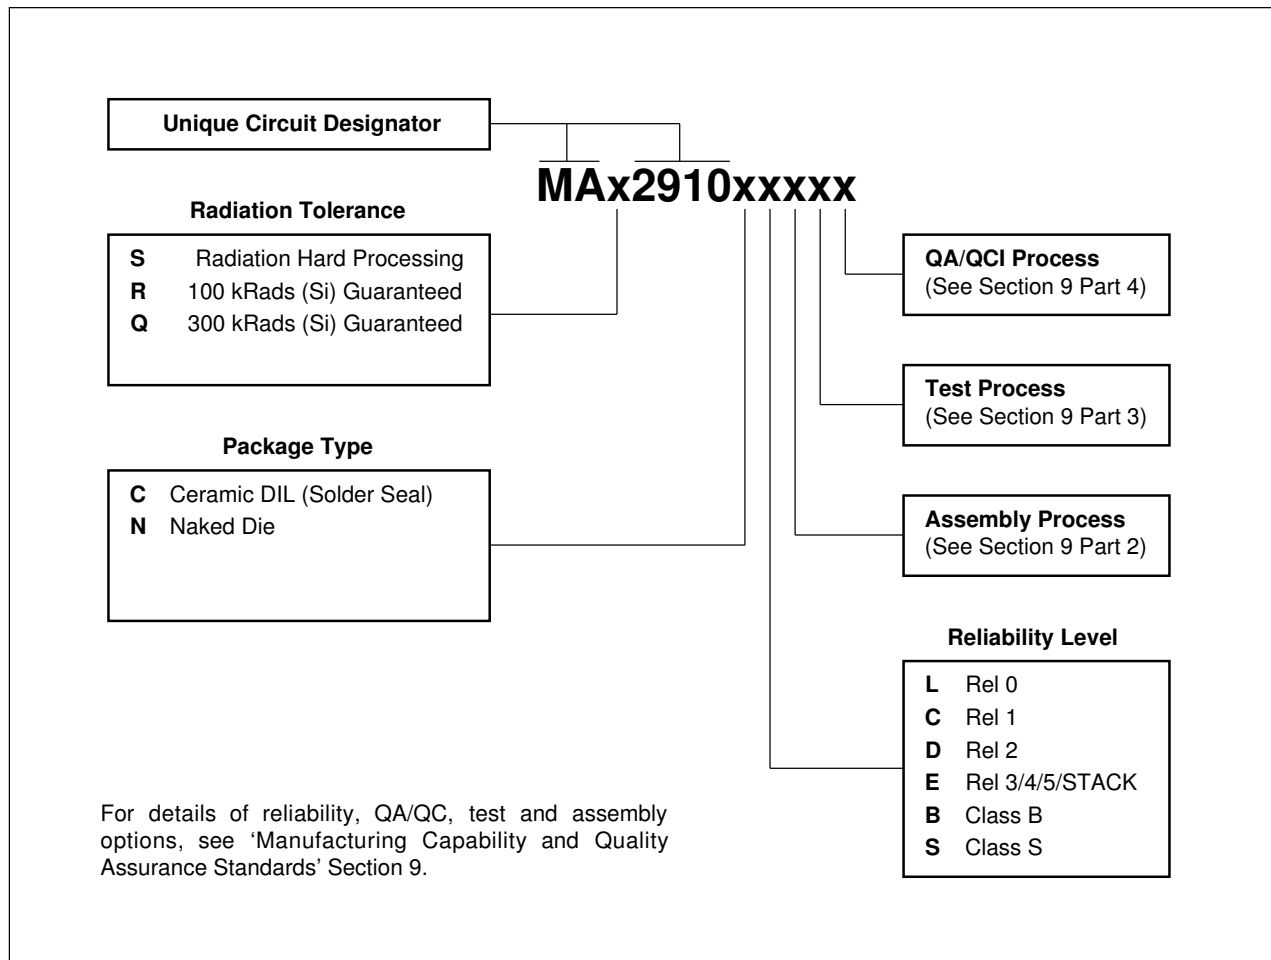 Unique Circuit Designator
MAx2910xxxxx
Radiation Tolerance
S Radiation Hard Processing
R 100 kRads (Si) Guaranteed
Q 300 kRads (Si) Guaranteed
Package Type
C Ceramic DIL (Solder Seal)
N Naked Die
QA/QCI Process
(See Section 9 Part 4)
Test Process
(See Section 9 Part 3)
Assembly Process
(See Section 9 Part 2)
Reliability Level
L Rel 0
C Rel 1
D Rel 2
E Rel 3/4/5/STACK
B Class B
S Class S
For details of reliability, QA/QC, test and assembly
options, see ‘Manufacturing Capability and Quality
Assurance Standards’ Section 9.